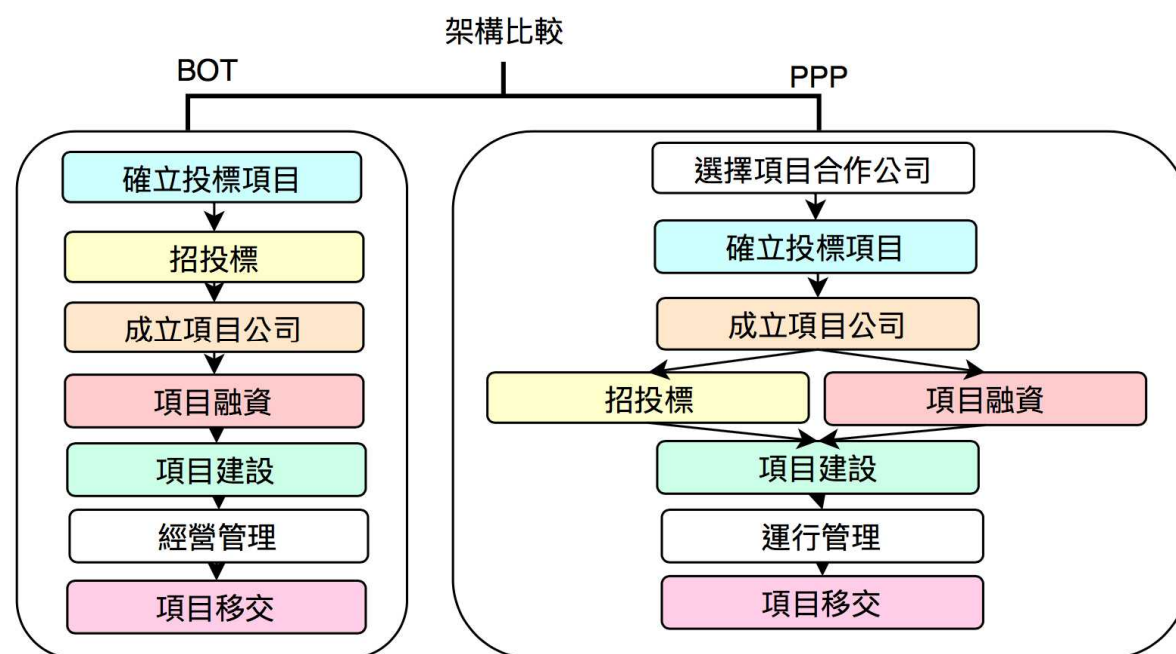 架構比較
BOT
PPP
確立投標項目
招投標
成立項目公司
項目融資
項目建設
經營管理
項目移交
選擇項目合作公司
確立投標項目
成立項目公司
招投標
項目融資
項目建設
運行管理
項目移交